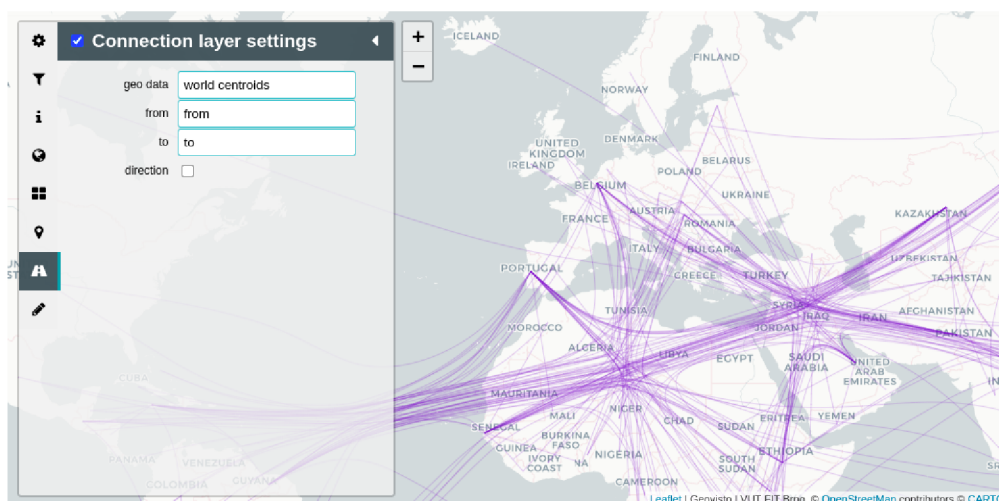 Connection layer settings
geo data
world centroids
from
from
to
to
direction
+
−
ICELAND
FINLAND
NORWAY
UNITED
KINGDOM
DENMARK
IRELAND
BELARUS
POLAND
BELGIUM
UKRAINE
FRANCE
AUSTRIA
ROMANIA
KAZAKHSTAN
ITALY
BULGARIA
UZBEKISTAN
PORTUGAL
GREECE
TURKEY
TAJIKISTAN
SYRIA
TUNISIA
IRAQ
IRAN
AFGHANISTAN
MOROCCO
JORDAN
PAKISTAN
ALGERIA
LIBYA
EGYPT
SAUDI
ARABIA
UNITED
ARAB
EMIRATES
CUBA
MAURITANIA
NIGER
MALI
CHAD
SUDAN
ERITREA
YEMEN
SENEGAL
BURKINA
FASO
GUINEA
IVORY
COAST
NIGERIA
SOUTH
SUDAN
ETHIOPIA
PANAMA
VENEZUELA
COLOMBIA
GUYANA
CAMEROON
Leaflet | Geovisto | VUT FIT Brno, © OpenStreetMap contributors © CARTO